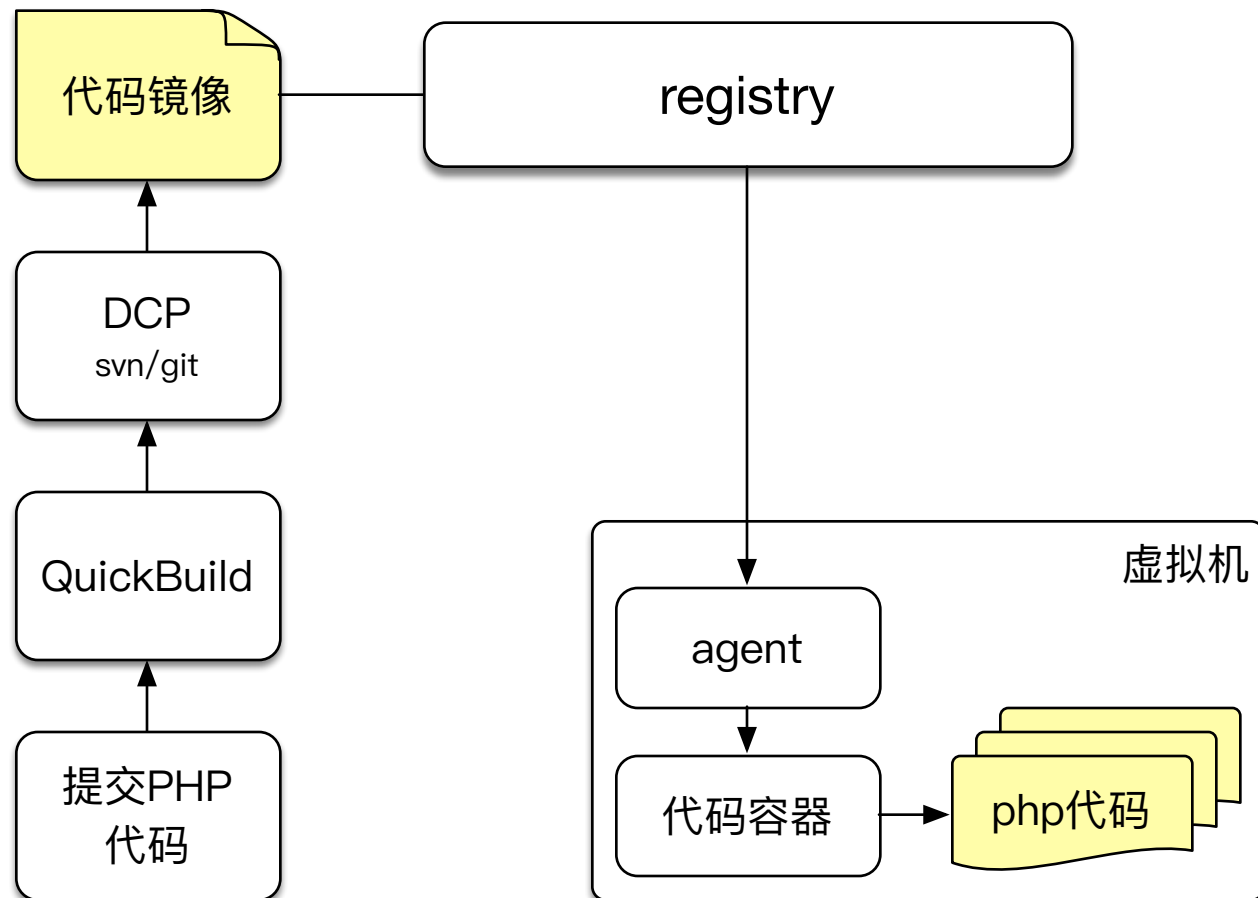 代码镜像
registry
DCP
svn/git
QuickBuild
提交PHP
代码
虚拟机
agent
代码容器
php代码